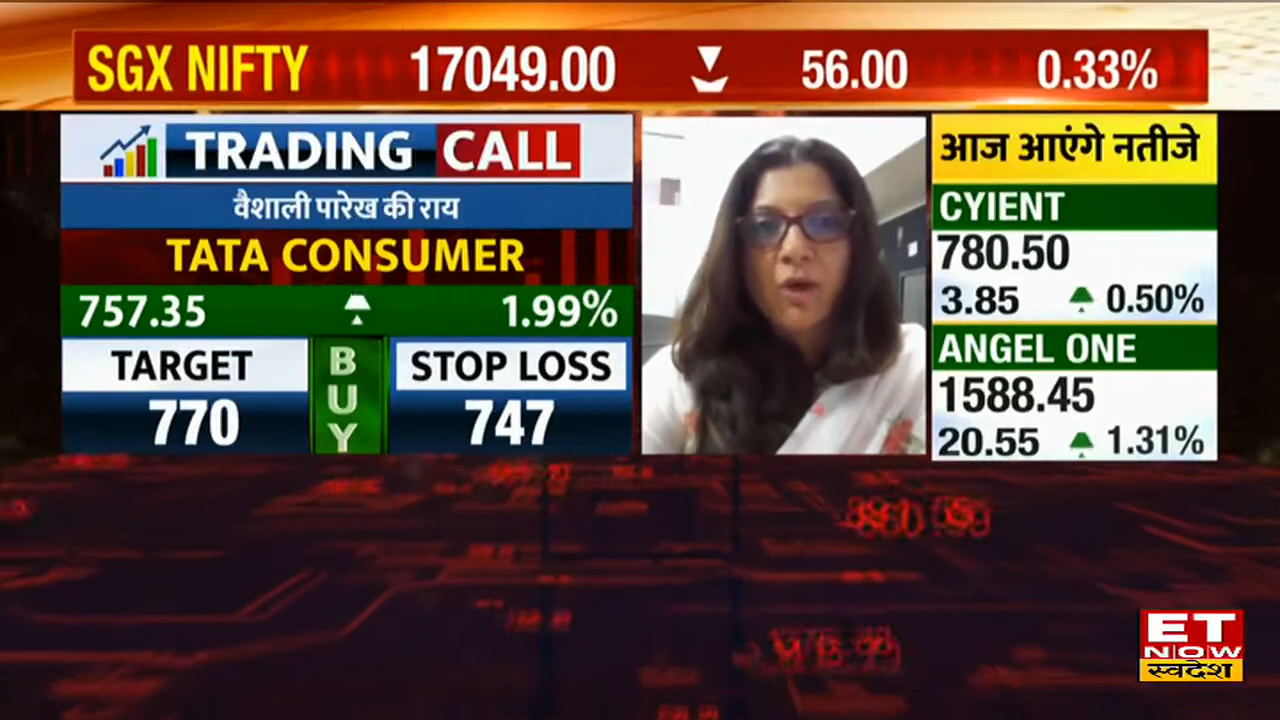 SGX NIFTY 17049.00 56.00 0.33%
TRADING CALL
वैशाली पारेख की राय
TATA CONSUMER
757.35 1.99%
TARGET
770
BUY
STOP LOSS
747
आज आएंगे नतीजे
CYIENT
780.50
3.85 0.50%
ANGEL ONE
1588.45
20.55 1.31%
ET
NOW
स्वदेश